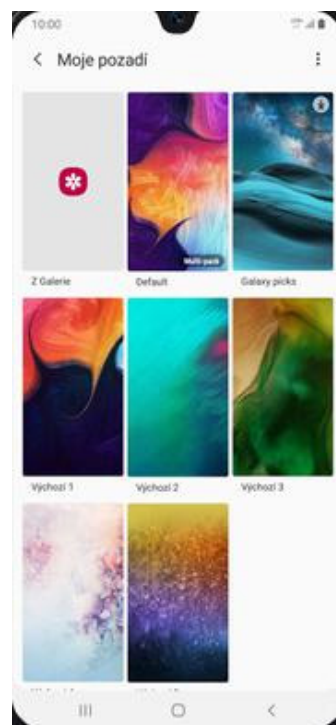 10:00
Moje pozadí
Multi-pack
Z Galerie
Default
Galaxy picks
Výchozí 1
Výchozí 2
Výchozí 3